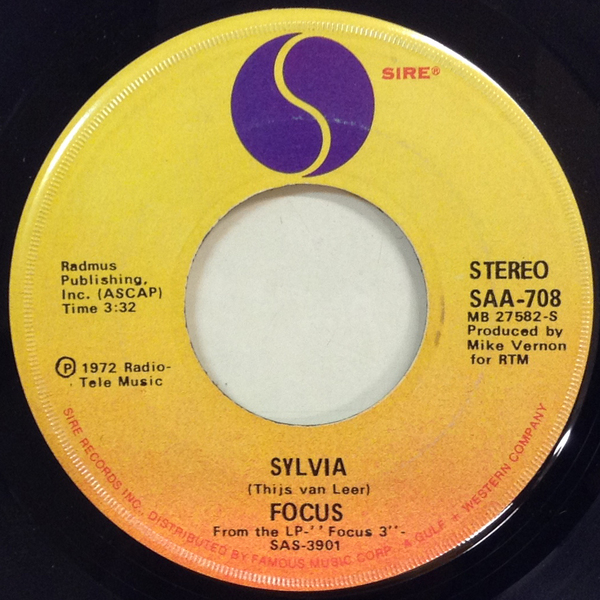 SIRE®
Radmus
Publishing,
Inc. (ASCAP)
Time 3:32
Ⓟ 1972 Radio-
Tele Music
STEREO
SAA-708
MB 27582-S
Produced by
Mike Vernon
for RTM
SYLVIA
(Thijs van Leer)
FOCUS
From the LP-''Focus 3''-
SAS-3901
SIRE RECORDS INC., DISTRIBUTED BY FAMOUS MUSIC CORP. A GULF + WESTERN COMPANY